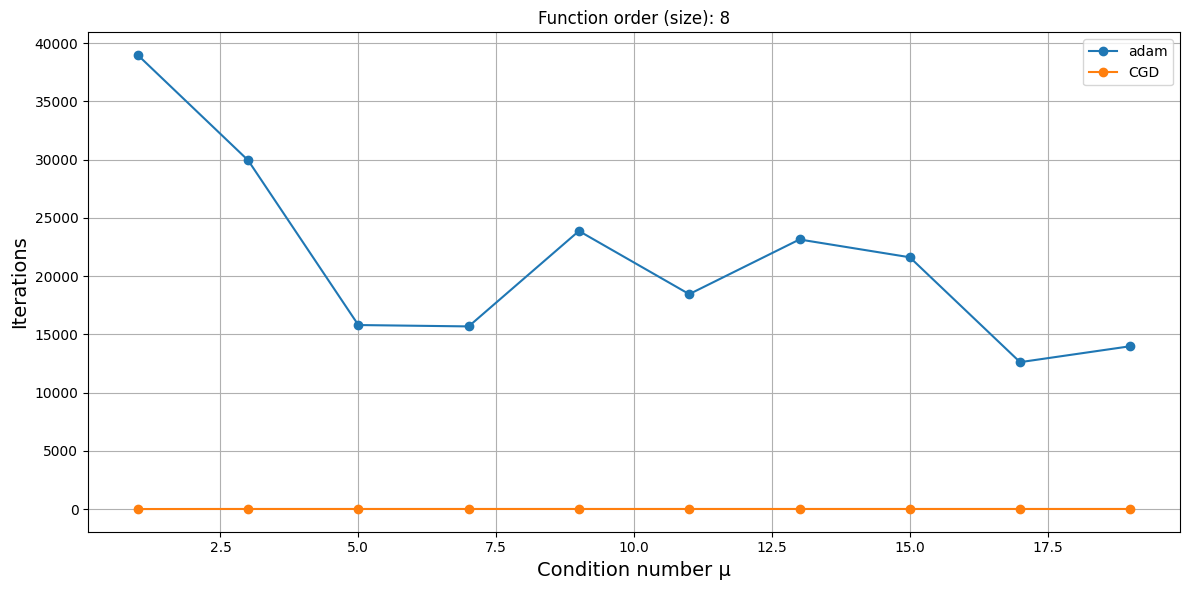 Function order (size): 8
adam
CGD
Iterations
40000
35000
30000
25000
20000
15000
10000
5000
0
2.5 5.0 7.5 10.0 12.5 15.0 17.5
Condition number μ